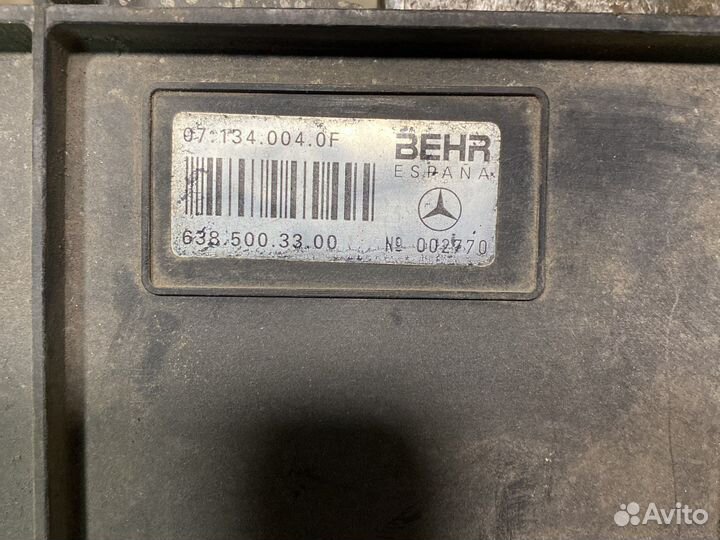 07.134.004.0F
BEHR
ESPAÑA
638.500.33.00
Nº 002770
Avito